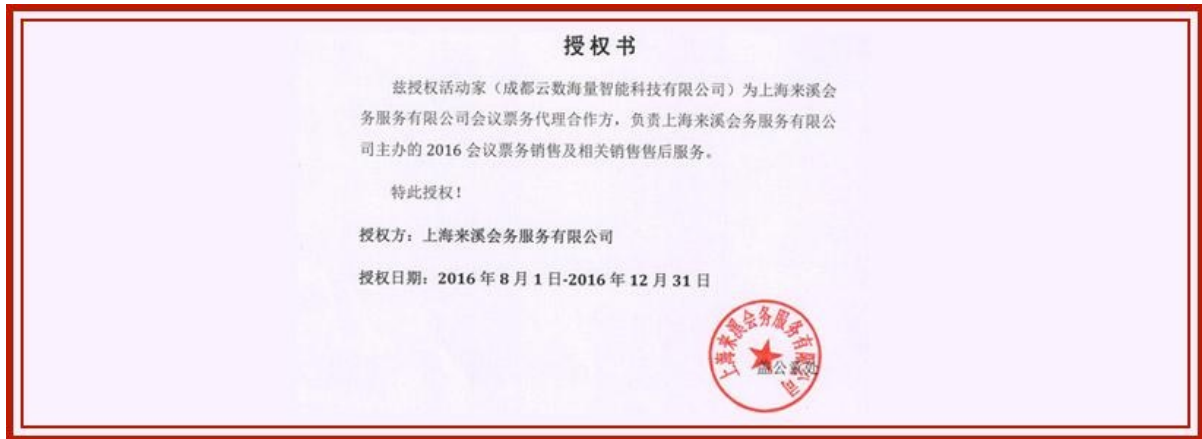 授权书
兹授权活动家（成都云数海量智能科技有限公司）为上海来溪会
务服务有限公司会议票务代理合作方，负责上海来溪会务服务有限公
司主办的 2016 会议票务销售及相关销售售后服务。
特此授权！
授权方：上海来溪会务服务有限公司
授权日期：2016 年 8 月 1 日-2016 年 12 月 31 日
上海来溪会务服务有限公司
盖公章处